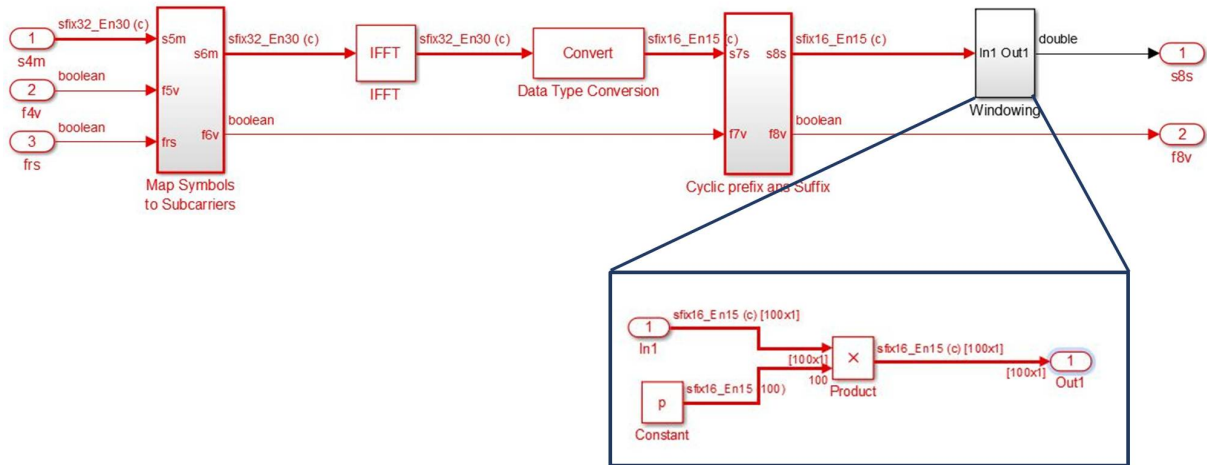 sfix32_En30 (c)
1
s4m
boolean
2
f4v
boolean
3
frs
s5m
s6m
f5v
f6v
frs
Map Symbols
to Subcarriers
sfix32_En30 (c)
IFFT
IFFT
sfix32_En30 (c)
Convert
Data Type Conversion
sfix16_En15 (c)
boolean
s7s
s8s
f7v
f8v
Cyclic prefix ans Suffix
sfix16_En15 (c)
boolean
In1 Out1
Windowing
double
1
s8s
2
f8v
sfix16_En15 (c) [100x1]
1
In1
[100x1]
100
sfix16_En15 (100)
p
Constant
×
Product
sfix16_En15 (c) [100x1]
[100x1]
1
Out1